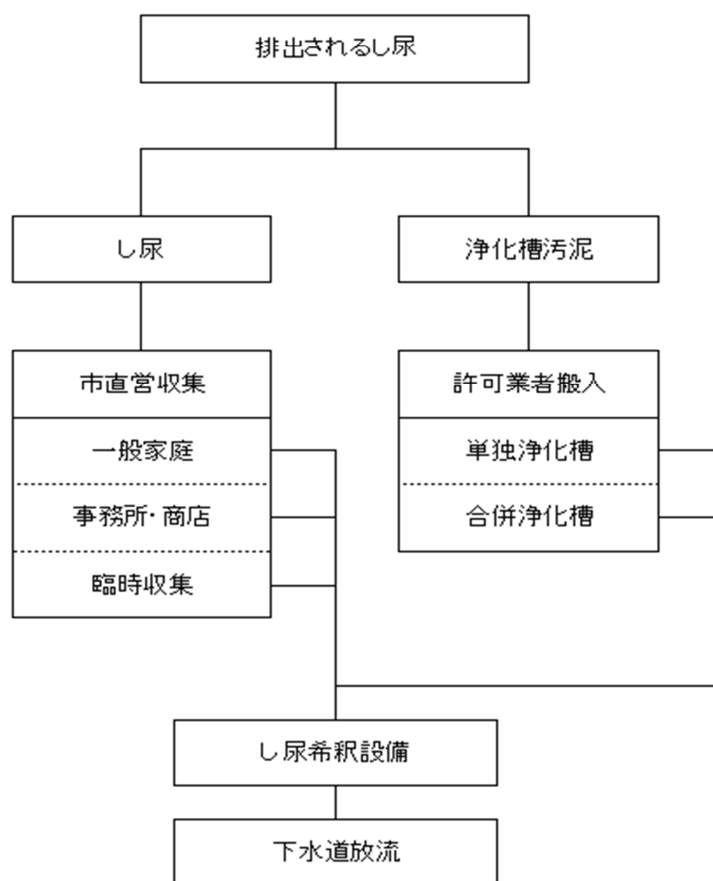 排出されるし尿
し尿
浄化槽汚泥
市直営収集
許可業者搬入
一般家庭
単独浄化槽
事務所・商店
合併浄化槽
臨時収集
し尿希釈設備
下水道放流